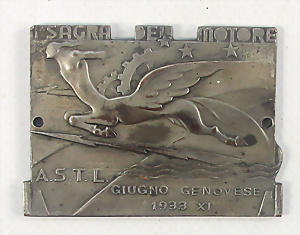 I SAGRA DEL MOTORE
A.S.T.L.
GIUGNO GENOVESE
1933 XI